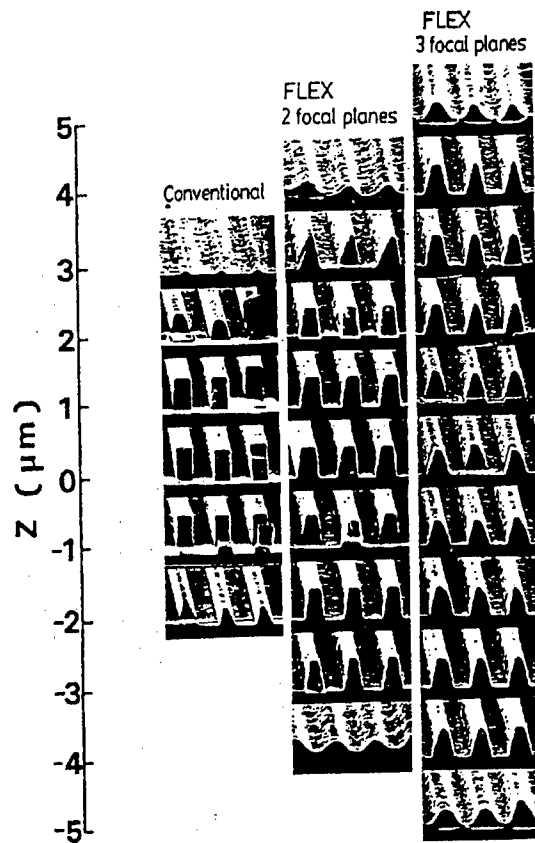 FLEX
3 focal planes
FLEX
2 focal planes
Conventional
5
4
3
2
1
0
-1
-2
-3
-4
-5
Z (μm)